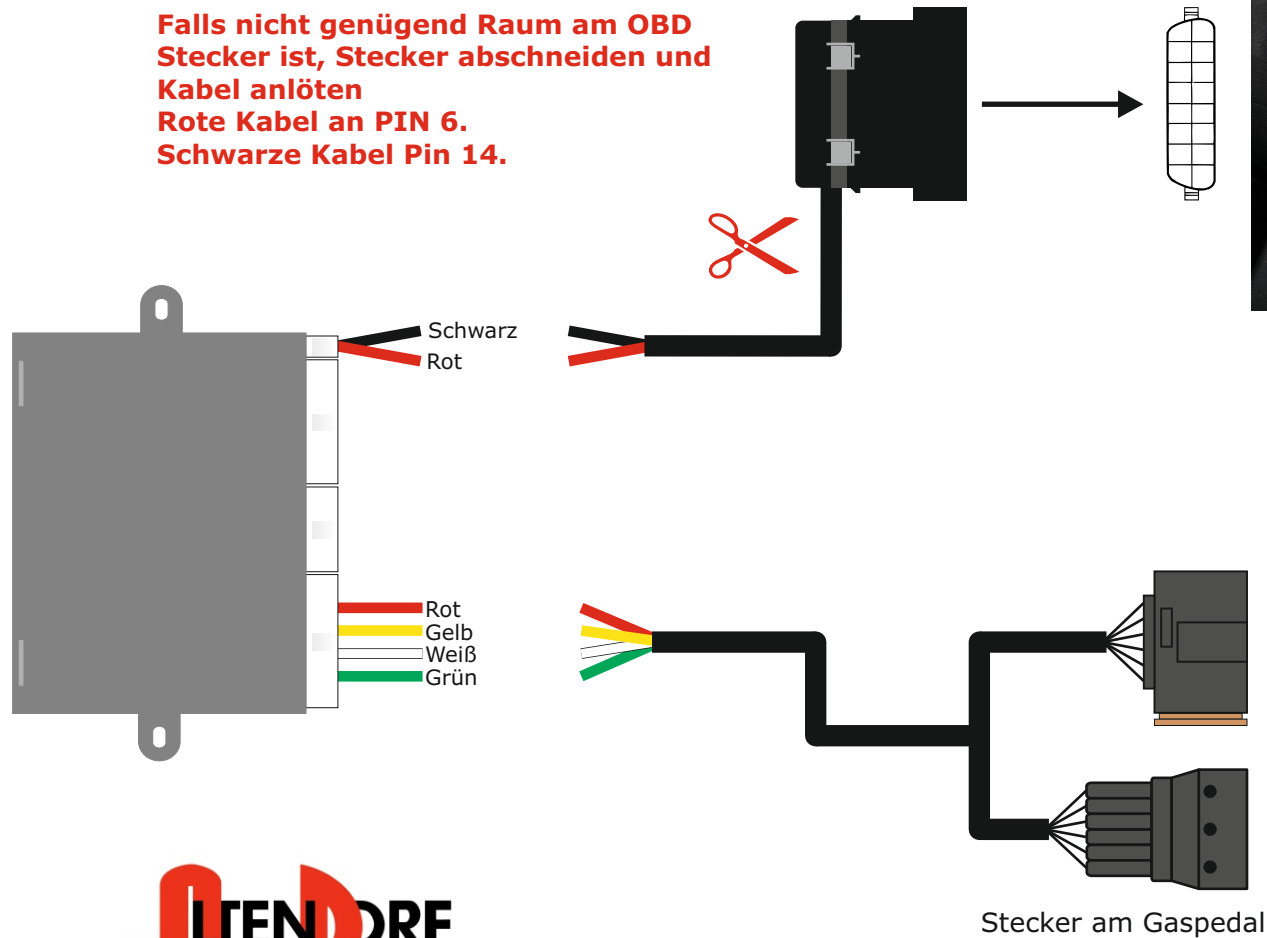 Falls nicht genügend Raum am OBD
Stecker ist, Stecker abschneiden und
Kabel anlöten
Rote Kabel an PIN 6.
Schwarze Kabel Pin 14.
Schwarz
Rot
Rot
Gelb
Weiß
Grün
Stecker am Gaspedal
ALTENDORF